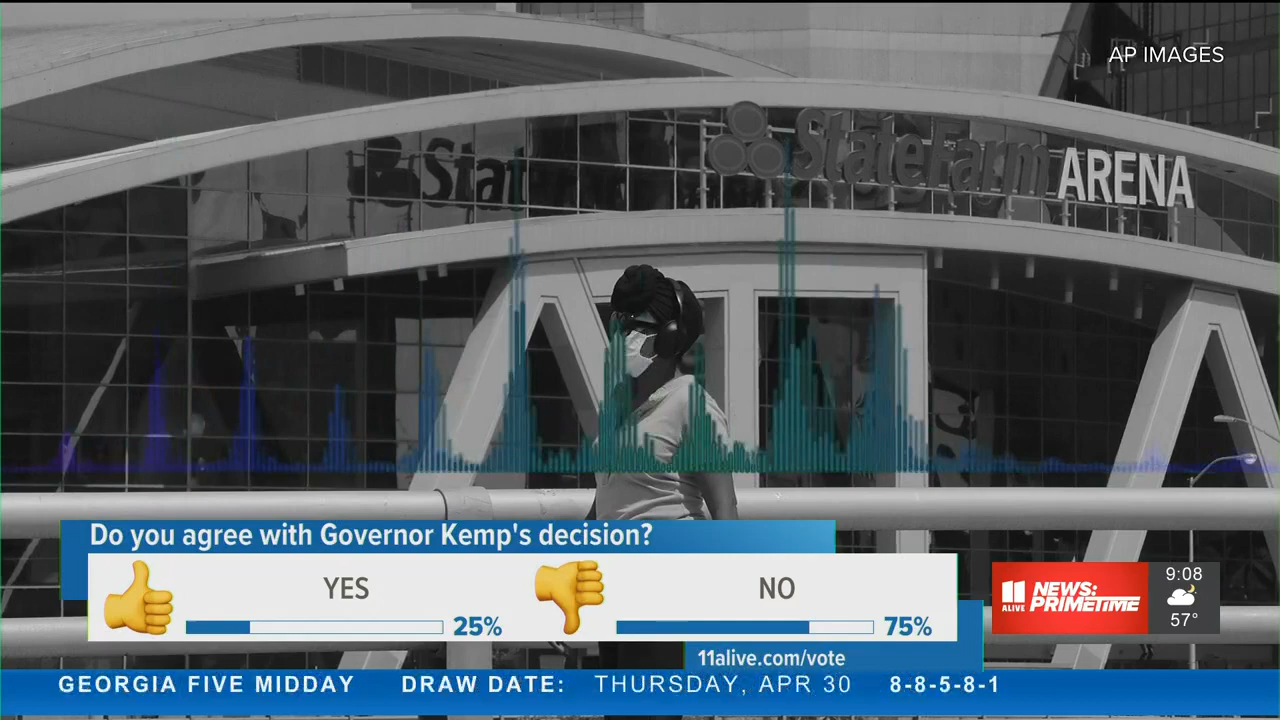 AP IMAGES
Stat
StateFarm ARENA
Do you agree with Governor Kemp's decision?
YES
25%
NO
75%
11alive.com/vote
11 ALIVE NEWS: PRIMETIME
9:08
57°
GEORGIA FIVE MIDDAY DRAW DATE: THURSDAY, APR 30 8-8-5-8-1